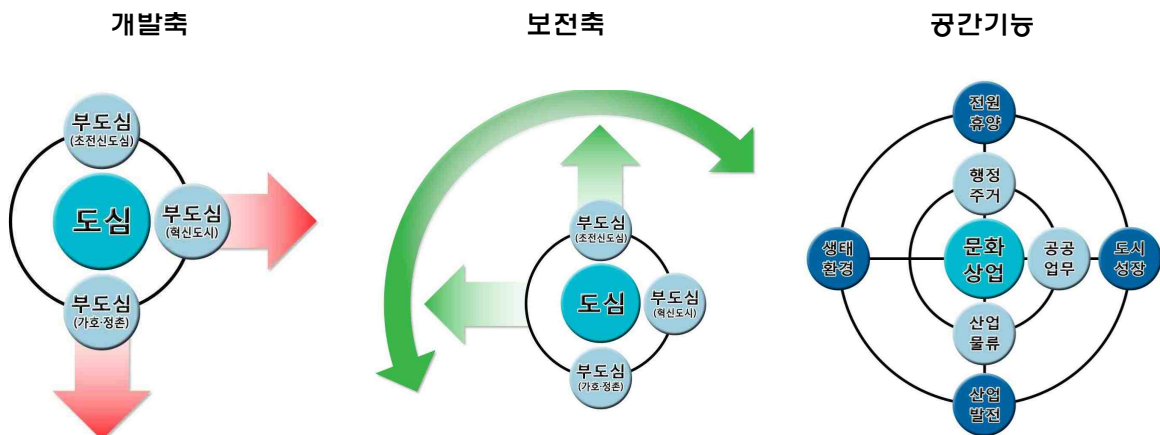 개발축
보전축
공간기능
부도심
(초전신도심)
도심
부도심
(혁신도시)
부도심
(가호·정촌)
부도심
(초전신도심)
도심
부도심
(혁신도시)
부도심
(가호·정촌)
전원
휴양
행정
주거
생태
환경
문화
상업
공공
업무
도시
성장
산업
물류
산업
발전